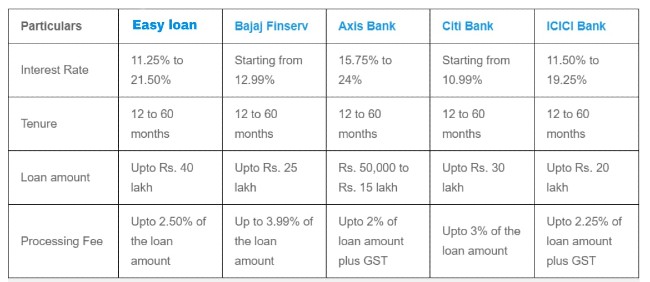 Particulars Easy loan Bajaj Finserv Axis Bank Citi Bank ICICI Bank
Interest Rate 11.25% to 21.50% Starting from 12.99% 15.75% to 24% Starting from 10.99% 11.50% to 19.25%
Tenure 12 to 60 months 12 to 60 months 12 to 60 months 12 to 60 months 12 to 60 months
Loan amount Upto Rs. 40 lakh Upto Rs. 25 lakh Rs. 50,000 to Rs. 15 lakh Upto Rs. 30 lakh Upto Rs. 20 lakh
Processing Fee Upto 2.50% of the loan amount Up to 3.99% of the loan amount Upto 2% of loan amount plus GST Upto 3% of the loan amount Upto 2.25% of loan amount plus GST